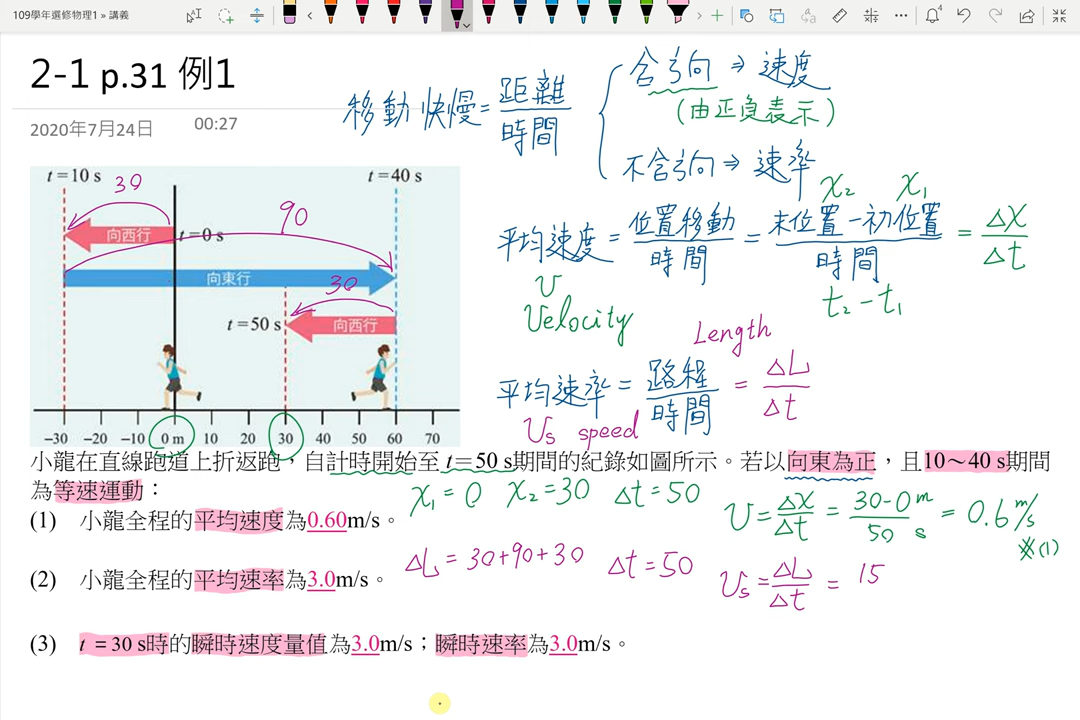 109學年選修物理1 » 講義
4
2-1 p.31 例1
2020年7月24日 00:27
移動快慢=距離/時間
含方向 ⇒ 速度
(由正負表示)
不含方向 ⇒ 速率
x₂ x₁
平均速度 = 位置移動/時間 = 末位置-初位置/時間 = Δx/Δt
t₂-t₁
υ
Velocity
Length
平均速率 = 路程/時間 = ΔL/Δt
υs speed
t=10 s
t=40 s
30
90
向西行
t=0 s
向東行
30
t=50 s
向西行
-30 -20 -10 0 m 10 20 30 40 50 60 70
小龍在直線跑道上折返跑，自計時開始至 t=50 s期間的紀錄如圖所示。若以向東為正，且10～40 s期間
為等速運動：
x₁=0 x₂=30 Δt=50
υ=Δx/Δt = 30-0/50 m/s = 0.6 m/s
※(1)
(1) 小龍全程的平均速度為0.60m/s。
ΔL=30+90+30 Δt=50
υs=ΔL/Δt = 15
(2) 小龍全程的平均速率為3.0m/s。
(3) t = 30 s時的瞬時速度量值為3.0m/s；瞬時速率為3.0m/s。